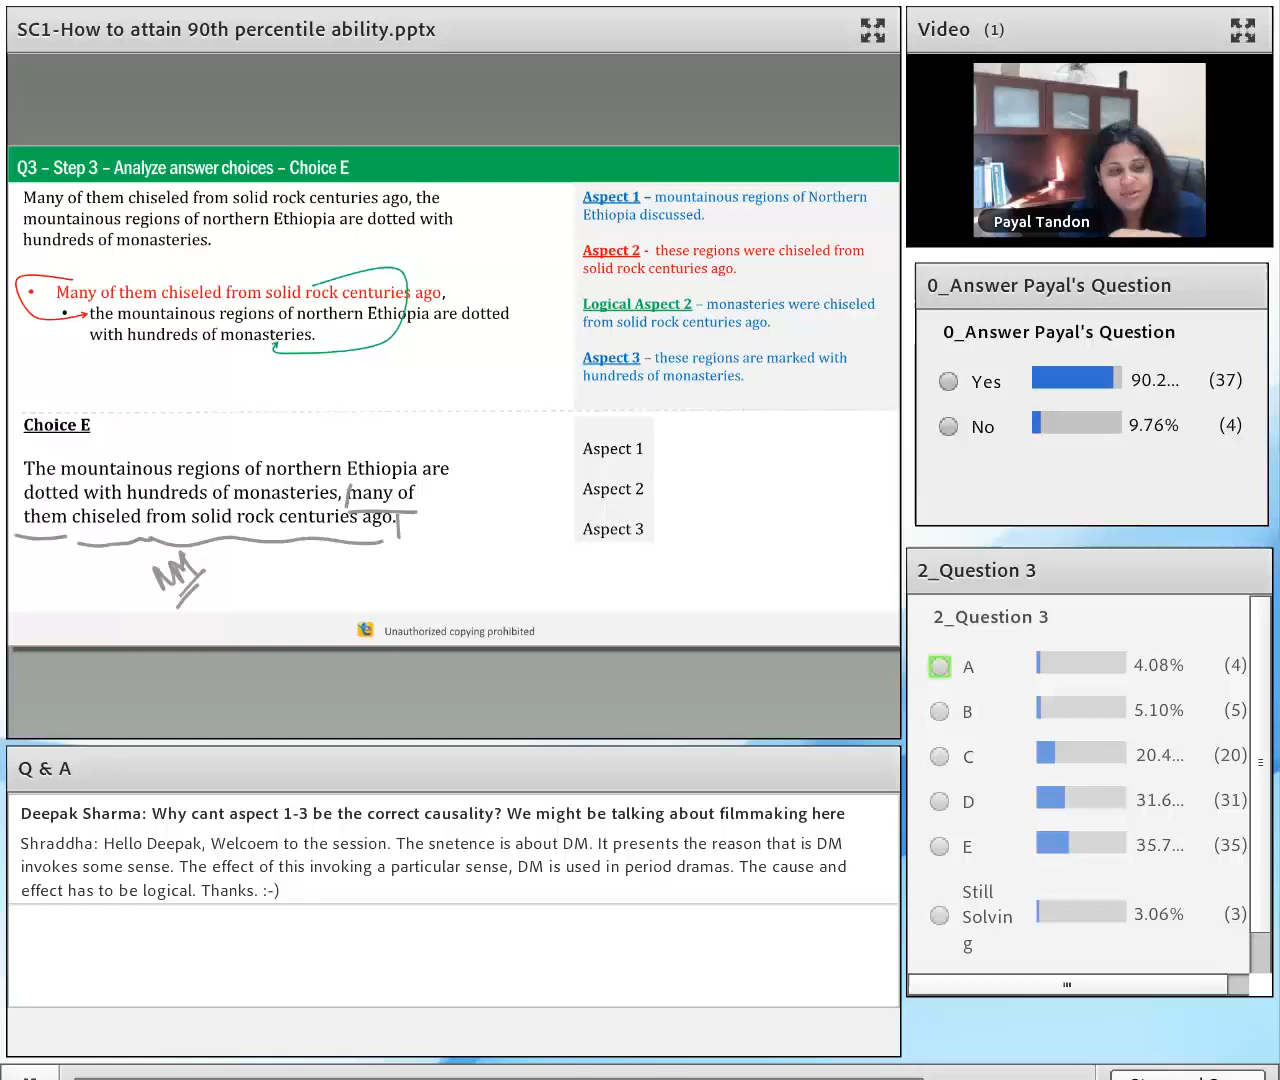 SC1-How to attain 90th percentile ability.pptx
Q3 – Step 3 – Analyze answer choices – Choice E
Many of them chiseled from solid rock centuries ago, the
mountainous regions of northern Ethiopia are dotted with
hundreds of monasteries.
• Many of them chiseled from solid rock centuries ago,
• the mountainous regions of northern Ethiopia are dotted
with hundreds of monasteries.
Aspect 1 – mountainous regions of Northern
Ethiopia discussed.
Aspect 2 - these regions were chiseled from
solid rock centuries ago.
Logical Aspect 2 – monasteries were chiseled
from solid rock centuries ago.
Aspect 3 – these regions are marked with
hundreds of monasteries.
Choice E
The mountainous regions of northern Ethiopia are
dotted with hundreds of monasteries, many of
them chiseled from solid rock centuries ago.
NM
Aspect 1
Aspect 2
Aspect 3
Unauthorized copying prohibited
Q & A
Deepak Sharma: Why cant aspect 1-3 be the correct causality? We might be talking about filmmaking here
Shraddha: Hello Deepak, Welcoem to the session. The snetence is about DM. It presents the reason that is DM
invokes some sense. The effect of this invoking a particular sense, DM is used in period dramas. The cause and
effect has to be logical. Thanks. :-)
Video (1)
Payal Tandon
0_Answer Payal's Question
0_Answer Payal's Question
Yes 90.2... (37)
No 9.76% (4)
2_Question 3
2_Question 3
A 4.08% (4)
B 5.10% (5)
C 20.4... (20)
D 31.6... (31)
E 35.7... (35)
Still
Solvin
g 3.06% (3)